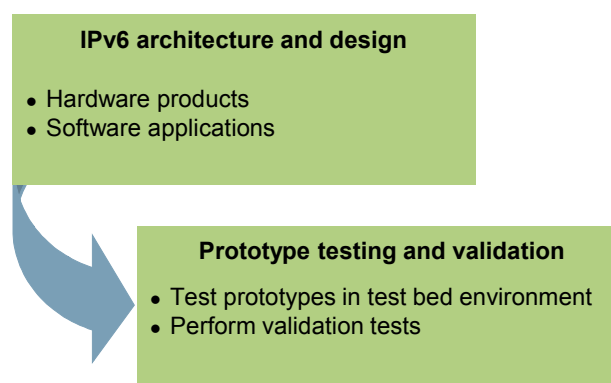 IPv6 architecture and design
• Hardware products
• Software applications
Prototype testing and validation
• Test prototypes in test bed environment
• Perform validation tests